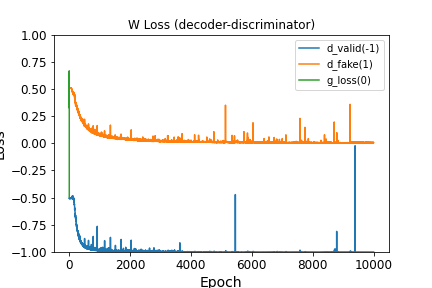 W Loss (decoder-discriminator)
1.00
0.75
0.50
0.25
0.00
−0.25
−0.50
−0.75
−1.00
Loss
d_valid(-1)
d_fake(1)
g_loss(0)
0
2000
4000
6000
8000
10000
Epoch